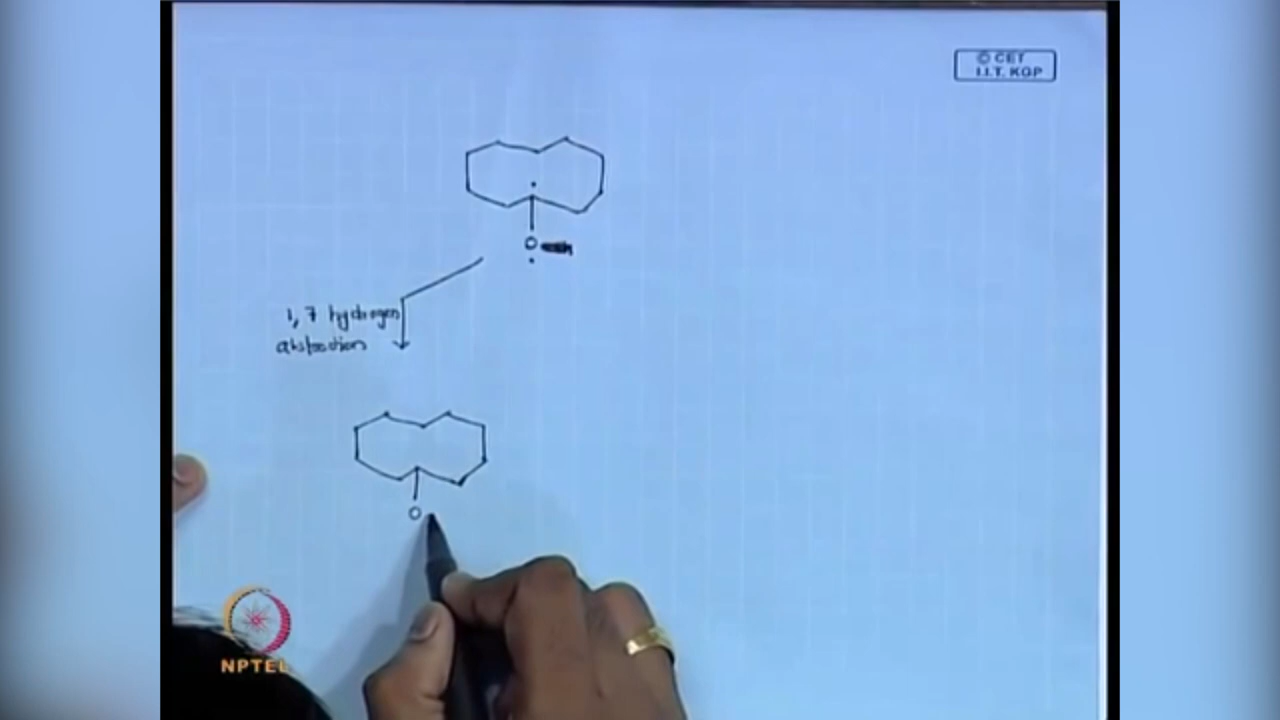 © CET
I.I.T. KGP
O
1, 7 hydrogen
abstraction
O
NPTEL